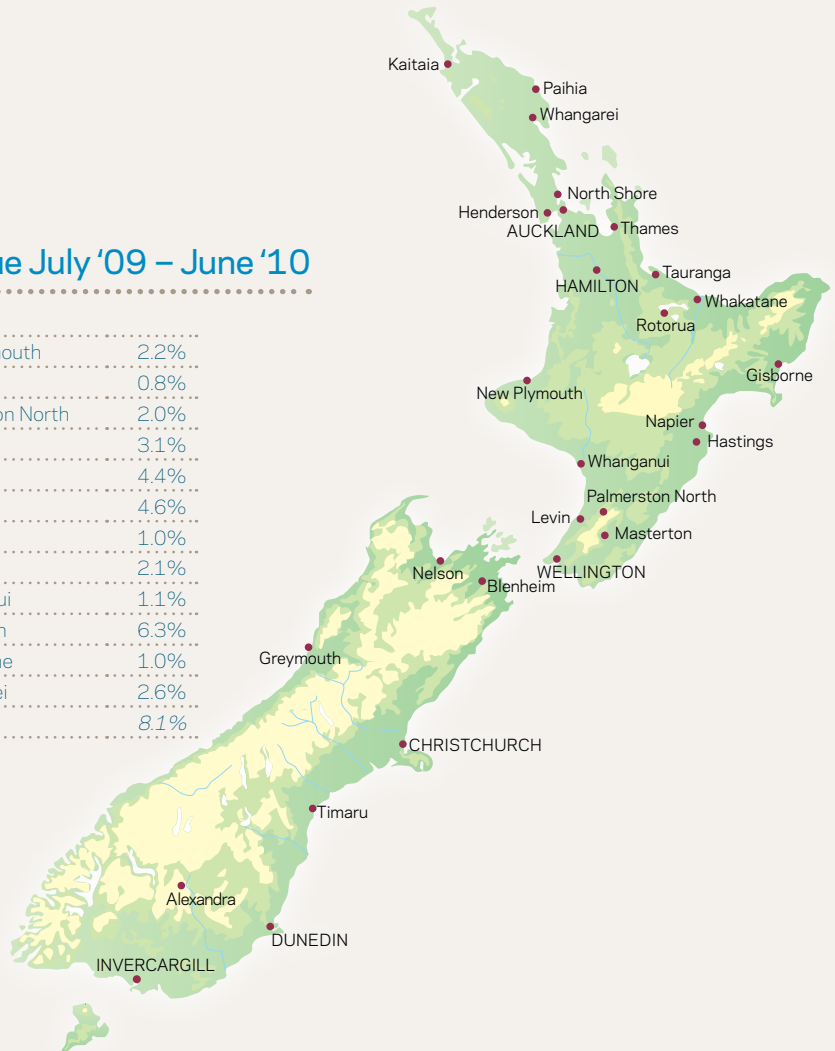 ue July ‘09 – June ‘10
outh 2.2%
0.8%
on North 2.0%
3.1%
4.4%
4.6%
1.0%
2.1%
ui 1.1%
n 6.3%
ne 1.0%
ei 2.6%
8.1%
Kaitaia
Paihia
Whangarei
North Shore
Henderson
AUCKLAND
Thames
Tauranga
HAMILTON
Whakatane
Rotorua
Gisborne
New Plymouth
Napier
Hastings
Whanganui
Palmerston North
Levin
Masterton
WELLINGTON
Nelson
Blenheim
Greymouth
CHRISTCHURCH
Timaru
Alexandra
DUNEDIN
INVERCARGILL